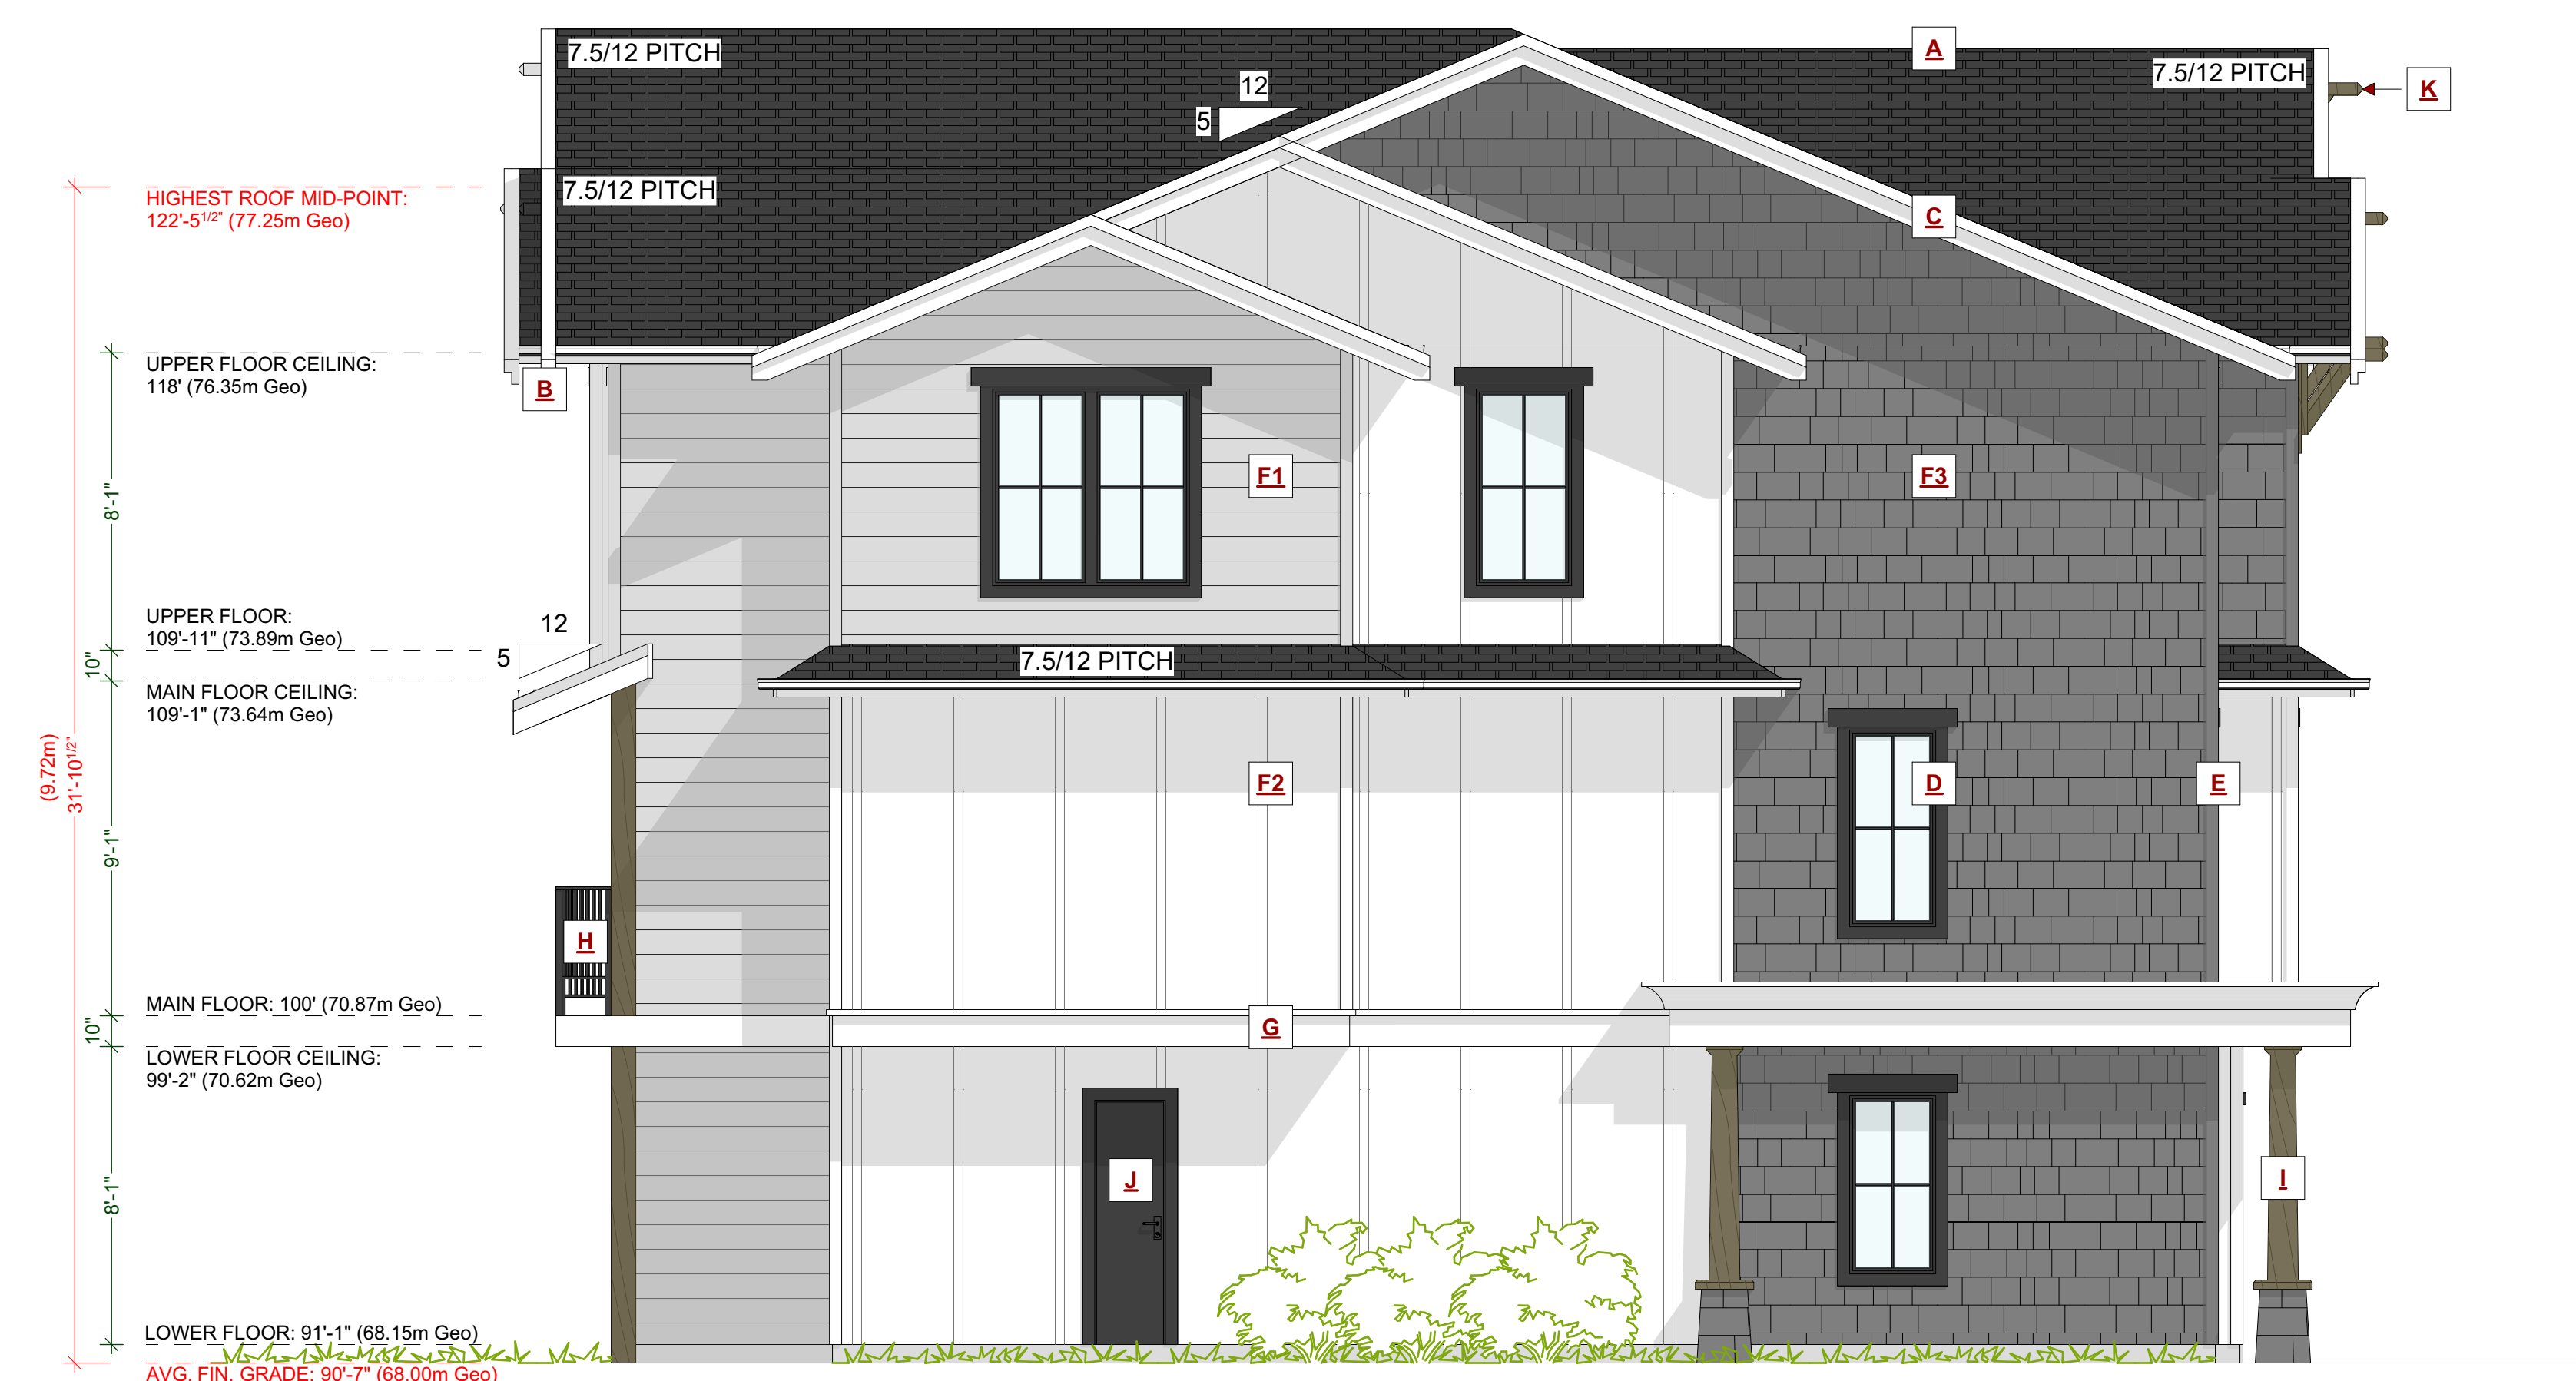 7.5/12 PITCH
A
7.5/12 PITCH
K
12
5
7.5/12 PITCH
HIGHEST ROOF MID-POINT:
122'-5 1/2" (77.25m Geo)
C
UPPER FLOOR CEILING:
118' (76.35m Geo)
B
8'-1"
F1
F3
UPPER FLOOR:
109'-11" (73.89m Geo)
12
5
10"
7.5/12 PITCH
MAIN FLOOR CEILING:
109'-1" (73.64m Geo)
(9.72m)
31'-10 1/2"
9'-1"
F2
D
E
H
MAIN FLOOR: 100' (70.87m Geo)
10"
G
LOWER FLOOR CEILING:
99'-2" (70.62m Geo)
8'-1"
J
I
LOWER FLOOR: 91'-1" (68.15m Geo)
AVG. FIN. GRADE: 90'-7" (68.00m Geo)